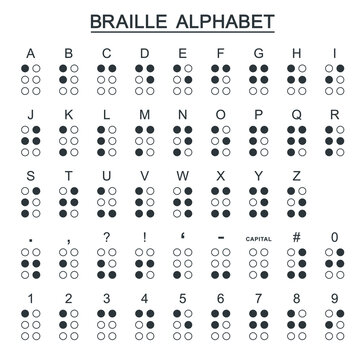 BRAILLE ALPHABET
A B C D E F G H I
J K L M N O P Q R
S T U V W X Y Z
. , ? ! ‘ - CAPITAL # 0
1 2 3 4 5 6 7 8 9